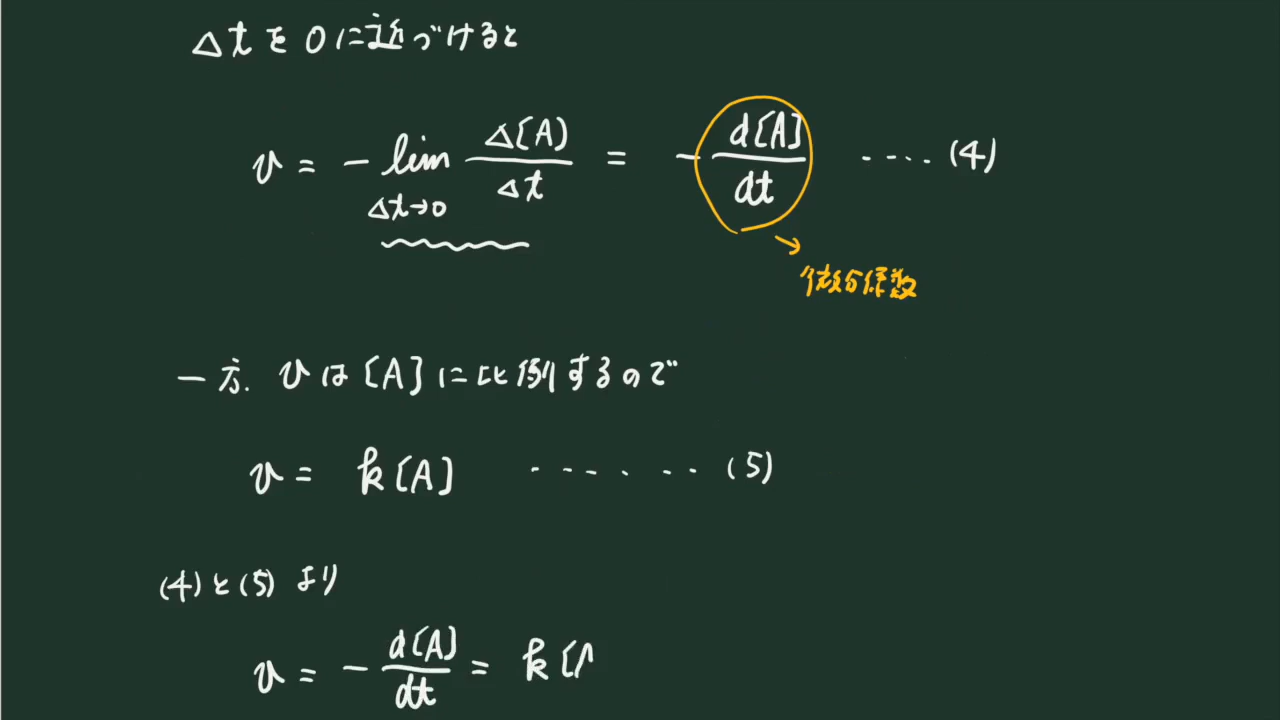 Δtを0に近づけると
v = - lim Δt→0 Δ[A]/Δt = - d[A]/dt ････ (4)
微分係数
一方. vは[A]に比例するので
v = k[A] ･･････ (5)
(4)と(5)より
v = - d[A]/dt = k[